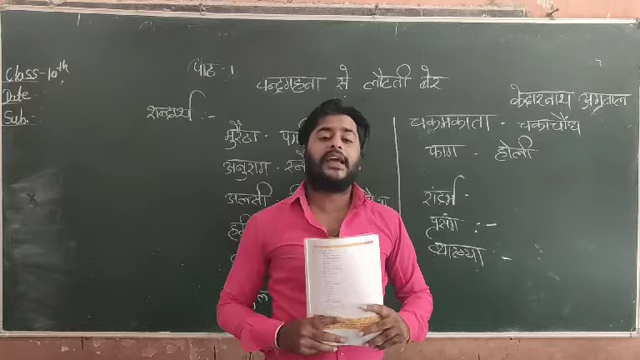 Class-10th
Date
Sub.
पाठ-1
चन्द्रगहना से लौटती बेर
केदारनाथ अग्रवाल
शब्दार्थ :-
मुरैठा -
अनुराग -
अलसी -
चकमकाता - चकाचौंध
फाग - होली
संदर्भ -
प्रसंग :-
व्याख्या -